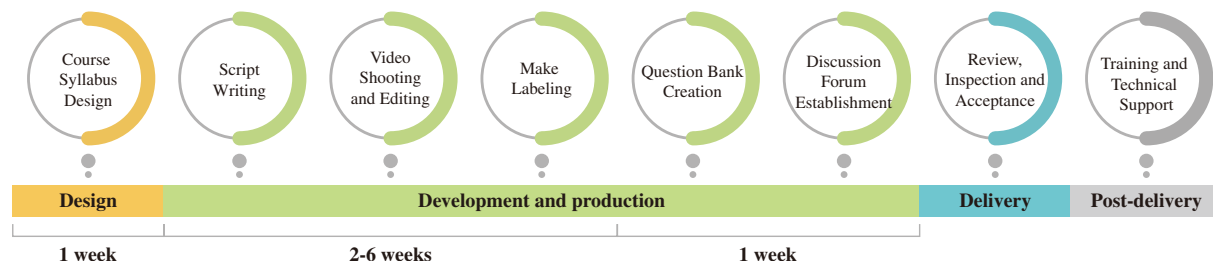 Course
Syllabus
Design
Script
Writing
Video
Shooting
and Editing
Make
Labeling
Question Bank
Creation
Discussion
Forum
Establishment
Review,
Inspection and
Acceptance
Training and
Technical
Support
Design
Development and production
Delivery
Post-delivery
1 week
2-6 weeks
1 week